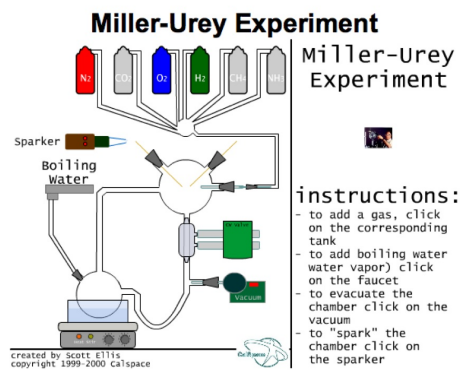 Miller-Urey Experiment
Miller-Urey
Experiment
N2
CO2
O2
H2
CH4
NH3
Sparker
Boiling
Water
Vacuum
instructions:
- to add a gas, click
on the corresponding
tank
- to add boiling water
water vapor) click
on the faucet
- to evacuate the
chamber click on the
vacuum
- to "spark" the
chamber click on
the sparker
created by Scott Ellis
copyright 1999-2000 Calspace